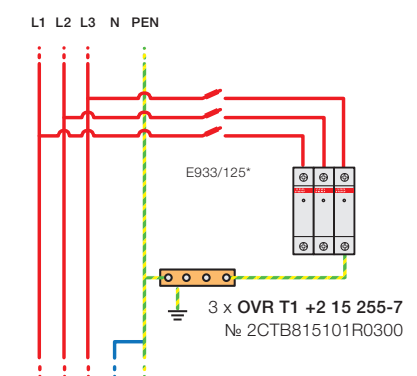 L1 L2 L3 N PEN
E933/125*
3 x OVR T1 +2 15 255-7
№ 2CTB815101R0300